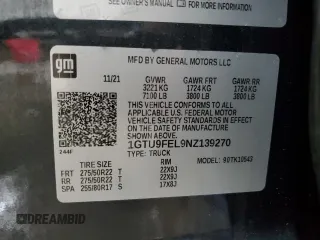 SEE OWNER'S MANUAL
FOR MORE INFORMATION
gm
MFD BY GENERAL MOTORS LLC
11/21 GVWR GAWR FRT GAWR RR
3221 KG 1724 KG 1724 KG
7100 LB 3800 LB 3800 LB
THIS VEHICLE CONFORMS TO ALL
APPLICABLE U.S. FEDERAL MOTOR
VEHICLE SAFETY STANDARDS IN
EFFECT ON THE DATE OF
MANUFACTURE SHOWN ABOVE.
1GTU9FEL9NZ139270
TYPE: TRUCK MODEL: 
TIRE SIZE RIM
FRT 275/50R22 T 22X9J
RR 275/50R22 T 22X9J
SPA 255/80R17 S 17X8J
DREAMBID